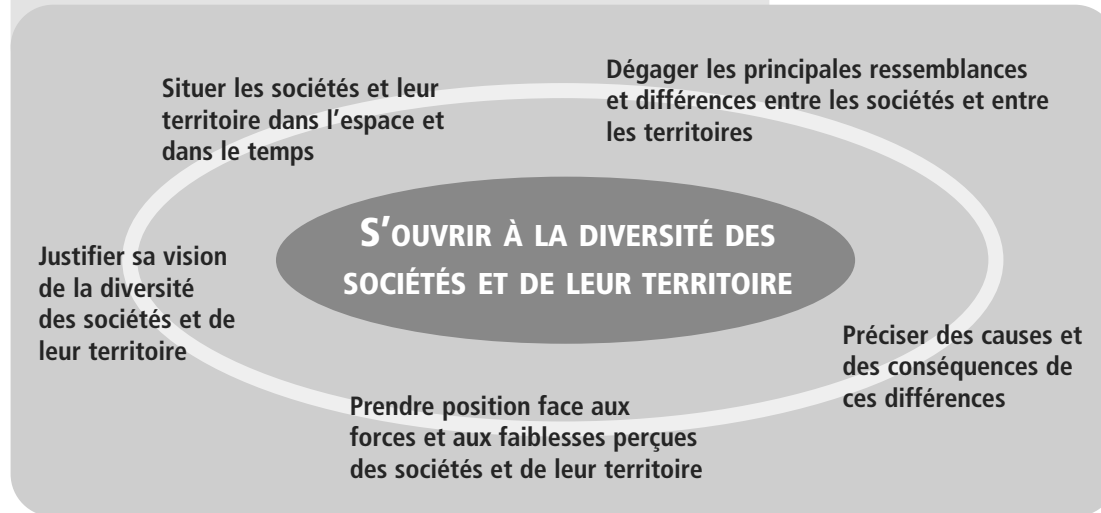 Situer les sociétés et leur
territoire dans l'espace et
dans le temps
Dégager les principales ressemblances
et différences entre les sociétés et entre
les territoires
S'OUVRIR À LA DIVERSITÉ DES
SOCIÉTÉS ET DE LEUR TERRITOIRE
Justifier sa vision
de la diversité
des sociétés et de
leur territoire
Préciser des causes et
des conséquences de
ces différences
Prendre position face aux
forces et aux faiblesses perçues
des sociétés et de leur territoire